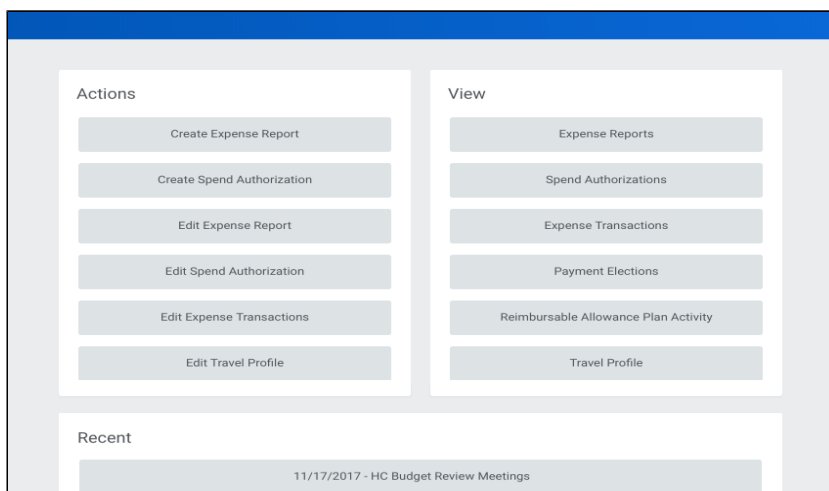 Actions
Create Expense Report
Create Spend Authorization
Edit Expense Report
Edit Spend Authorization
Edit Expense Transactions
Edit Travel Profile
View
Expense Reports
Spend Authorizations
Expense Transactions
Payment Elections
Reimbursable Allowance Plan Activity
Travel Profile
Recent
11/17/2017 - HC Budget Review Meetings